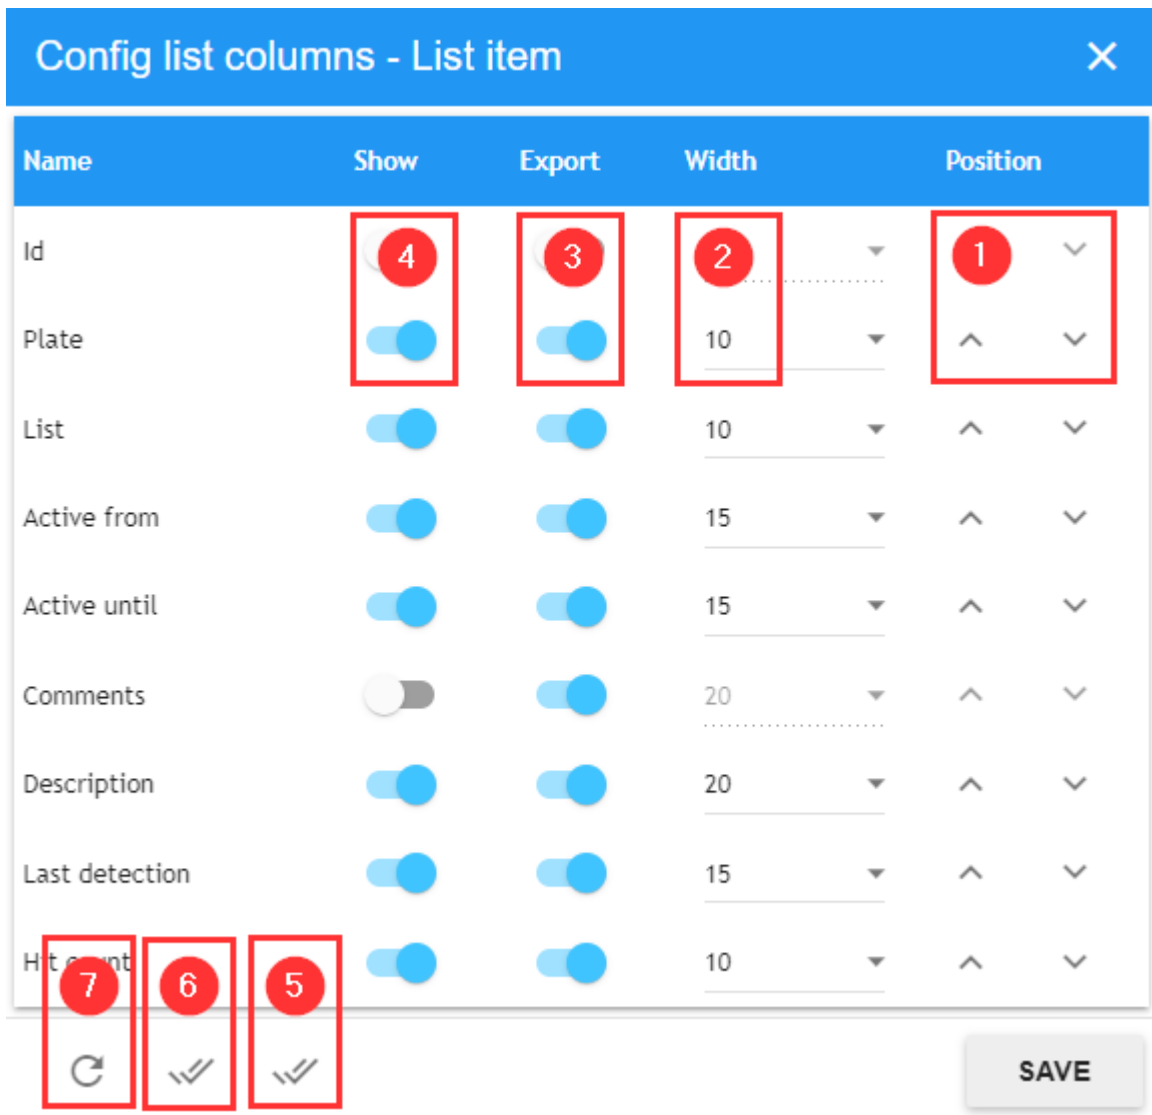 Config list columns - List item
Name Show Export Width Position
Id 4 3 2 1
Plate 10
List 10
Active from 15
Active until 15
Comments 20
Description 20
Last detection 15
10
7 6 5
SAVE